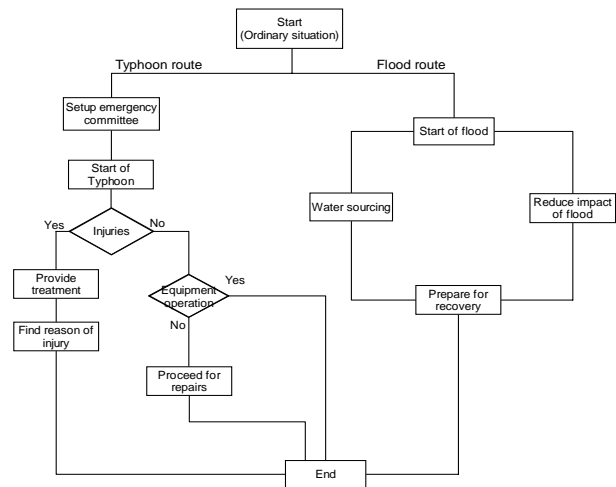 Start
(Ordinary situation)
Typhoon route
Flood route
Setup emergency
committee
Start of flood
Start of
Typhoon
Water sourcing
Reduce impact
of flood
Yes
No
Injuries
Provide
treatment
Equipment
operation
Yes
Prepare for
recovery
Find reason of
injury
No
Proceed for
repairs
End